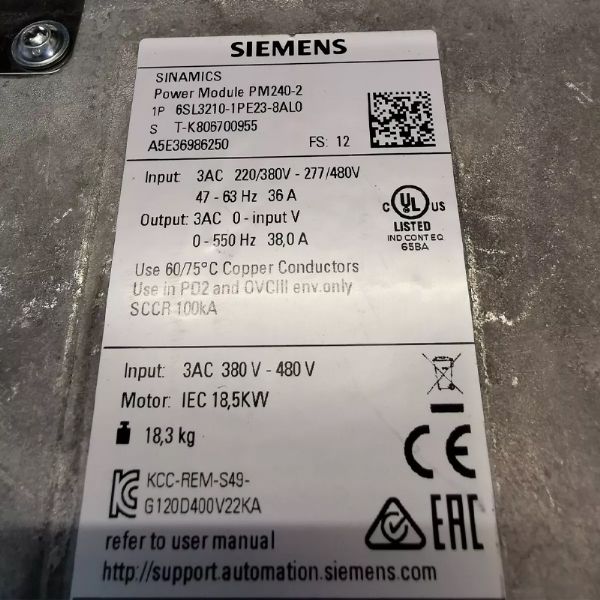 SIEMENS
SINAMICS
Power Module PM240-2
1P 6SL3210-1PE23-8AL0
S T-K806700955
A5E36986250 FS: 12
Input: 3AC 220/380V - 277/480V
47 - 63 Hz 36 A
Output: 3AC 0 - input V
0 - 550 Hz 38,0 A
C UL US
LISTED
IND CONT EQ
65BA
Use 60/75°C Copper Conductors
Use in PD2 and OVCIII env.only
SCCR 100kA
Input: 3AC 380 V - 480 V
Motor: IEC 18,5KW
18,3 kg
CE
KCC-REM-S49-
G120D400V22KA
EAC
refer to user manual
http://support.automation.siemens.com